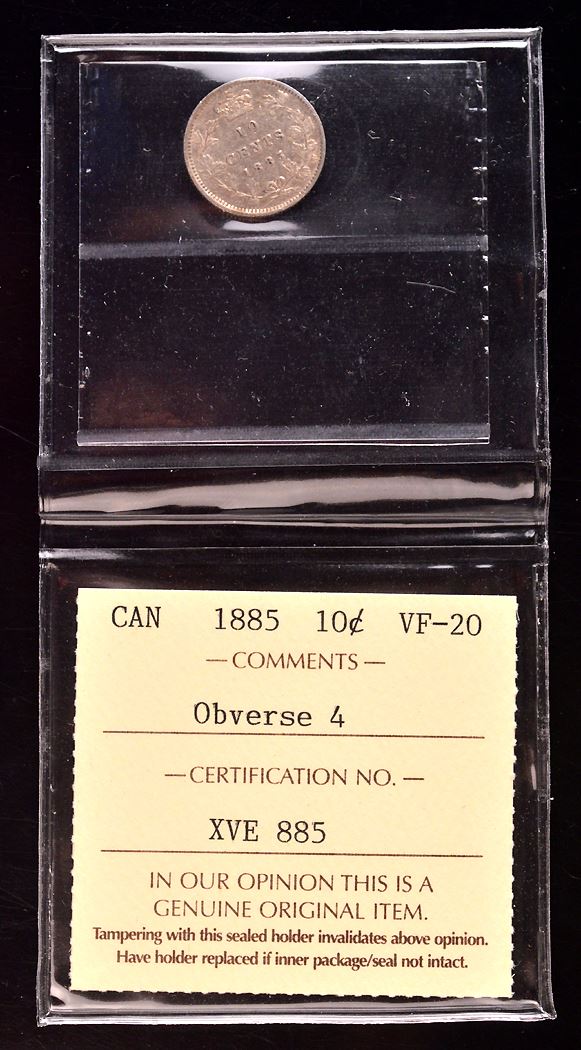 10
CENTS
1885
CAN 1885 10¢ VF-20
— COMMENTS —
Obverse 4
— CERTIFICATION NO. —
XVE 885
IN OUR OPINION THIS IS A
GENUINE ORIGINAL ITEM.
Tampering with this sealed holder invalidates above opinion.
Have holder replaced if inner package/seal not intact.